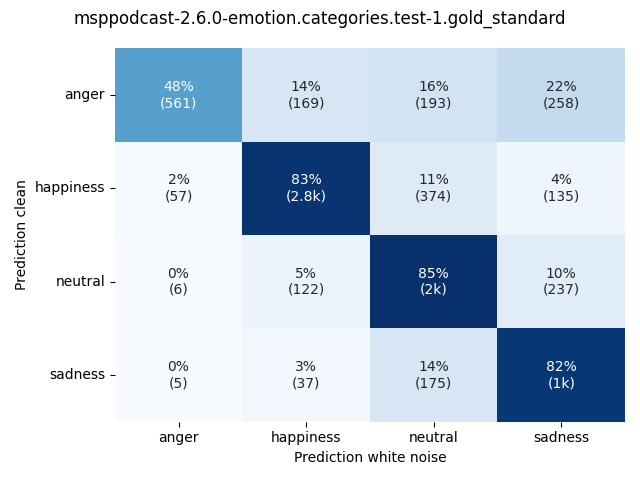 msppodcast-2.6.0-emotion.categories.test-1.gold_standard
Prediction clean
anger
48%
(561)
14%
(169)
16%
(193)
22%
(258)
happiness
2%
(57)
83%
(2.8k)
11%
(374)
4%
(135)
neutral
0%
(6)
5%
(122)
85%
(2k)
10%
(237)
sadness
0%
(5)
3%
(37)
14%
(175)
82%
(1k)
anger
happiness
neutral
sadness
Prediction white noise